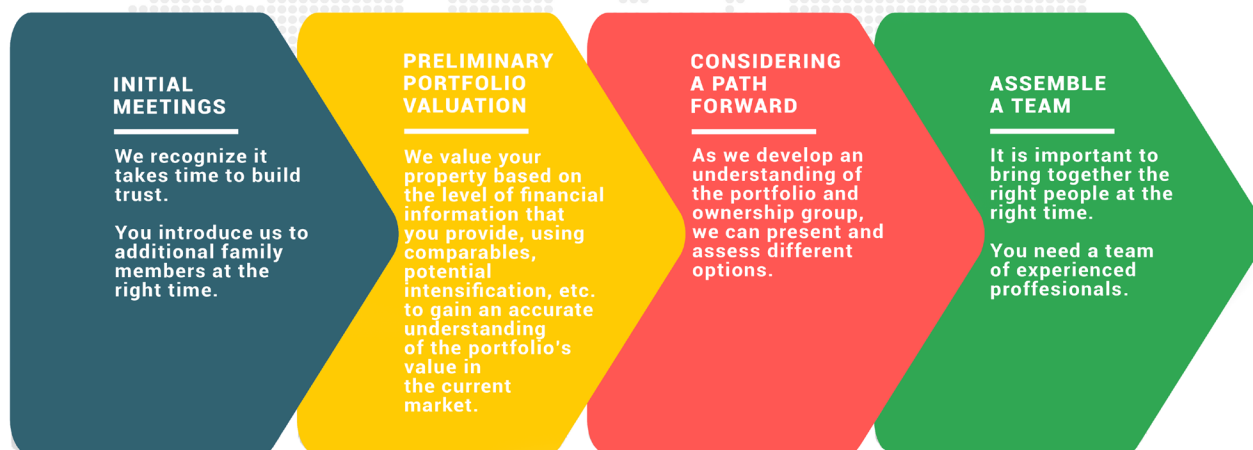 INITIAL
MEETINGS
We recognize it
takes time to build
trust.
You introduce us to
additional family
members at the
right time.
PRELIMINARY
PORTFOLIO
VALUATION
We value your
property based on
the level of financial
information that
you provide, using
comparables,
potential
intensification, etc.
to gain an accurate
understanding
of the portfolio's
value in
the current
market.
CONSIDERING
A PATH
FORWARD
As we develop an
understanding of
the portfolio and
ownership group,
we can present and
assess different
options.
ASSEMBLE
A TEAM
It is important to
bring together the
right people at the
right time.
You need a team
of experienced
proffesionals.